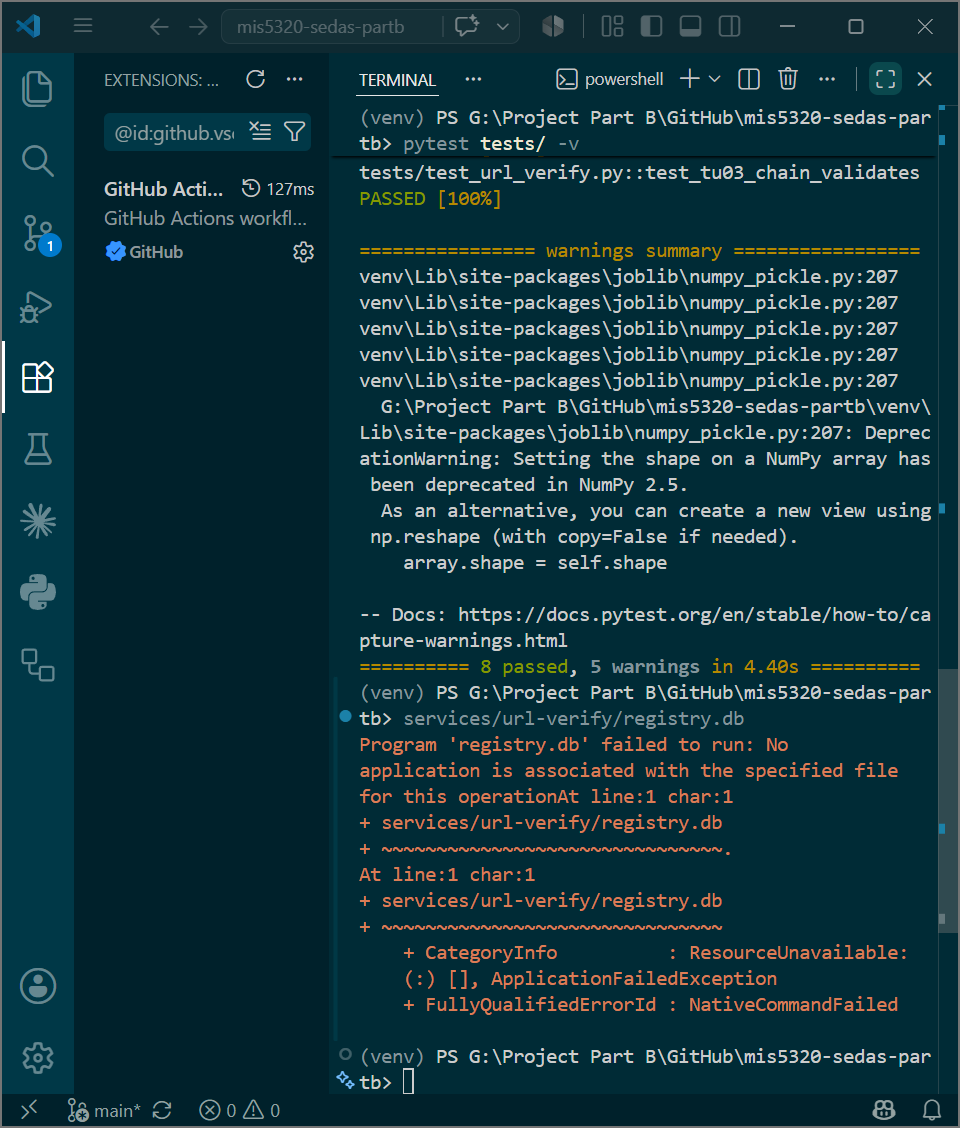 mis5320-sedas-partb
EXTENSIONS: ...
@id:github.vs
GitHub Acti... 127ms
GitHub Actions workfl...
GitHub
1
TERMINAL
powershell
(venv) PS G:\Project Part B\GitHub\mis5320-sedas-par
tb> pytest tests/ -v
tests/test_url_verify.py::test_tu03_chain_validates
PASSED [100%]
================ warnings summary =================
venv\Lib\site-packages\joblib\numpy_pickle.py:207
venv\Lib\site-packages\joblib\numpy_pickle.py:207
venv\Lib\site-packages\joblib\numpy_pickle.py:207
venv\Lib\site-packages\joblib\numpy_pickle.py:207
venv\Lib\site-packages\joblib\numpy_pickle.py:207
  G:\Project Part B\GitHub\mis5320-sedas-partb\venv\
Lib\site-packages\joblib\numpy_pickle.py:207: Deprec
ationWarning: Setting the shape on a NumPy array has
 been deprecated in NumPy 2.5.
  As an alternative, you can create a new view using
 np.reshape (with copy=False if needed).
    array.shape = self.shape
-- Docs: https://docs.pytest.org/en/stable/how-to/ca
pture-warnings.html
========== 8 passed, 5 warnings in 4.40s ==========
(venv) PS G:\Project Part B\GitHub\mis5320-sedas-par
tb> services/url-verify/registry.db
Program 'registry.db' failed to run: No
application is associated with the specified file
for this operationAt line:1 char:1
+ services/url-verify/registry.db
+ ~~~~~~~~~~~~~~~~~~~~~~~~~~~~~~~.
At line:1 char:1
+ services/url-verify/registry.db
+ ~~~~~~~~~~~~~~~~~~~~~~~~~~~~~~~
    + CategoryInfo          : ResourceUnavailable:
    (:) [], ApplicationFailedException
    + FullyQualifiedErrorId : NativeCommandFailed
(venv) PS G:\Project Part B\GitHub\mis5320-sedas-par
tb>
main* 0 0